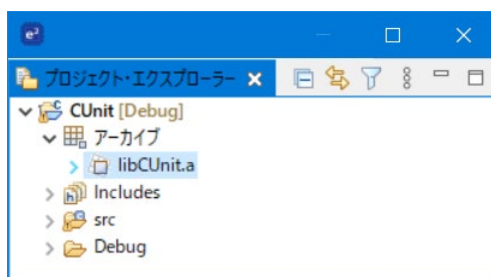 e²
プロジェクト・エクスプローラー
CUnit [Debug]
アーカイブ
libCUnit.a
Includes
src
Debug